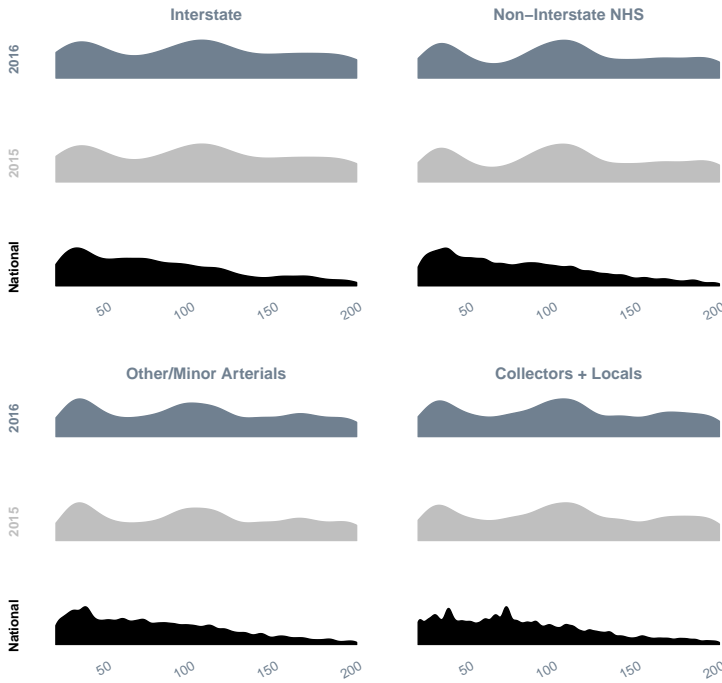 Interstate
Non−Interstate NHS
2016
2015
National
50 100 150 200
50 100 150 200
Other/Minor Arterials
Collectors + Locals
2016
2015
National
50 100 150 200
50 100 150 200